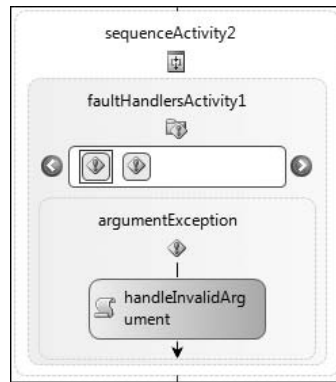 sequenceActivity2
faultHandlersActivity1
argumentException
handleInvalidArg
ument